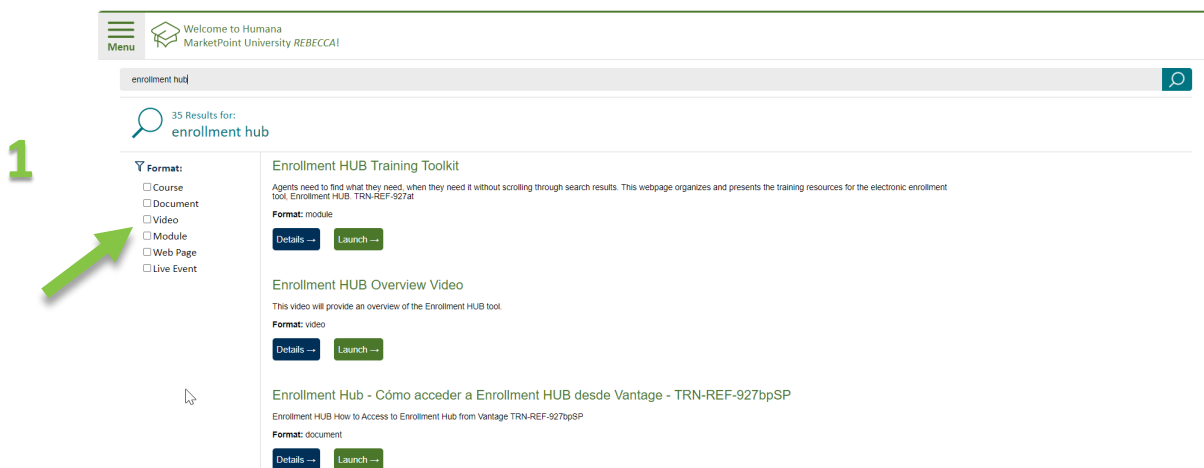 Menu
Welcome to Humana
MarketPoint University REBECCA!
enrollment hub
35 Results for:
enrollment hub
1
Format:
Course
Document
Video
Module
Web Page
Live Event
Enrollment HUB Training Toolkit
Agents need to find what they need, when they need it without scrolling through search results. This webpage organizes and presents the training resources for the electronic enrollment
tool, Enrollment HUB. TRN-REF-927at
Format: module
Details → Launch →
Enrollment HUB Overview Video
This video will provide an overview of the Enrollment HUB tool.
Format: video
Details → Launch →
Enrollment Hub - Cómo acceder a Enrollment HUB desde Vantage - TRN-REF-927bpSP
Enrollment HUB How to Access to Enrollment Hub from Vantage TRN-REF-927bpSP
Format: document
Details → Launch →